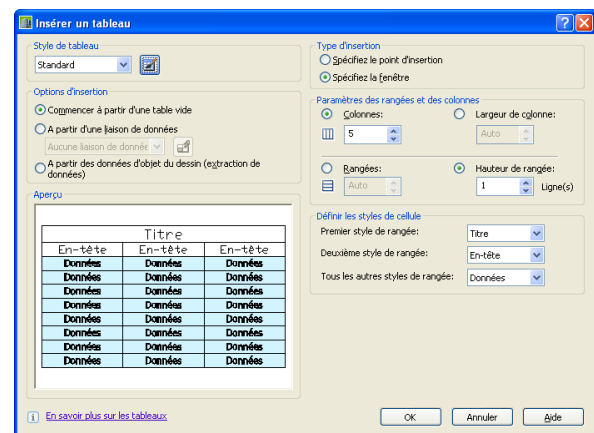 Insérer un tableau
Style de tableau
Standard
Options d'insertion
Commencer à partir d'une table vide
A partir d'une liaison de données
Aucune liaison de donnée
A partir des données d'objet du dessin (extraction de
données)
Aperçu
Titre
En-tête En-tête En-tête
Données Données Données
Données Données Données
Données Données Données
Données Données Données
Données Données Données
Données Données Données
Données Données Données
Données Données Données
En savoir plus sur les tableaux
Type d'insertion
Spécifiez le point d'insertion
Spécifiez la fenêtre
Paramètres des rangées et des colonnes
Colonnes: Largeur de colonne:
5 Auto
Rangées: Hauteur de rangée:
Auto 1 Ligne(s)
Définir les styles de cellule
Premier style de rangée: Titre
Deuxième style de rangée: En-tête
Tous les autres styles de rangée: Données
OK Annuler Aide